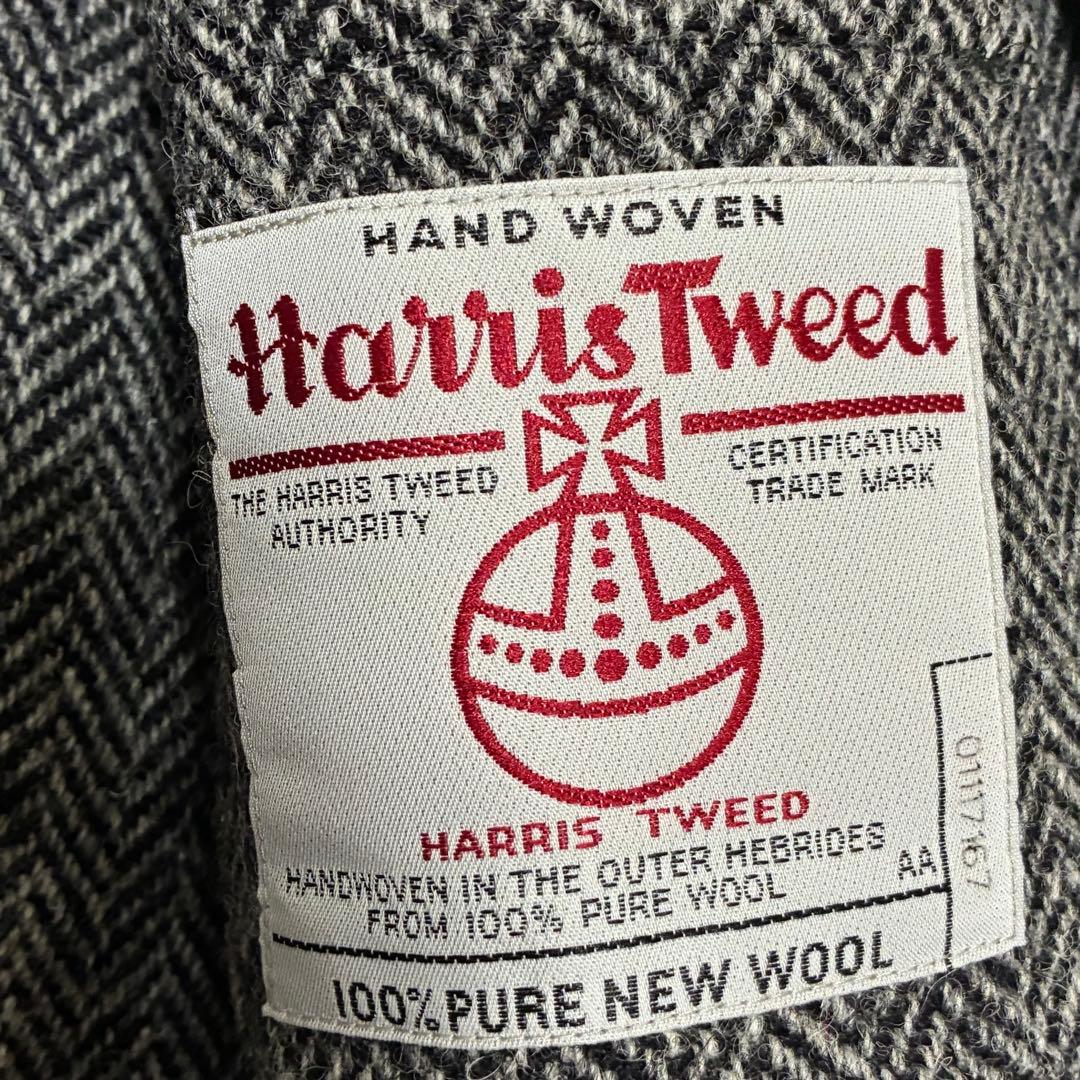 HAND WOVEN
Harris Tweed
THE HARRIS TWEED
AUTHORITY
CERTIFICATION
TRADE MARK
HARRIS TWEED
HANDWOVEN IN THE OUTER HEBRIDES
FROM 100% PURE WOOL
AA
100% PURE NEW WOOL